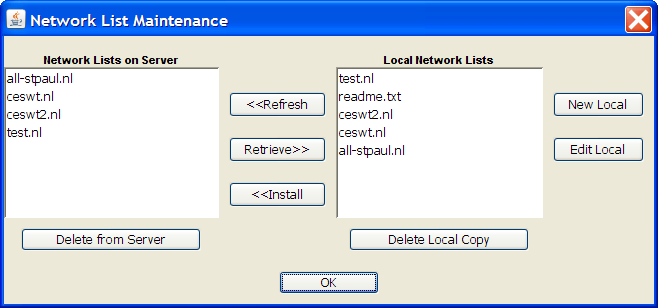 Network List Maintenance
Network Lists on Server
Local Network Lists
all-stpaul.nl
ceswt.nl
ceswt2.nl
test.nl
<<Refresh
Retrieve>>
<<Install
test.nl
readme.txt
ceswt2.nl
ceswt.nl
all-stpaul.nl
New Local
Edit Local
Delete from Server
Delete Local Copy
OK